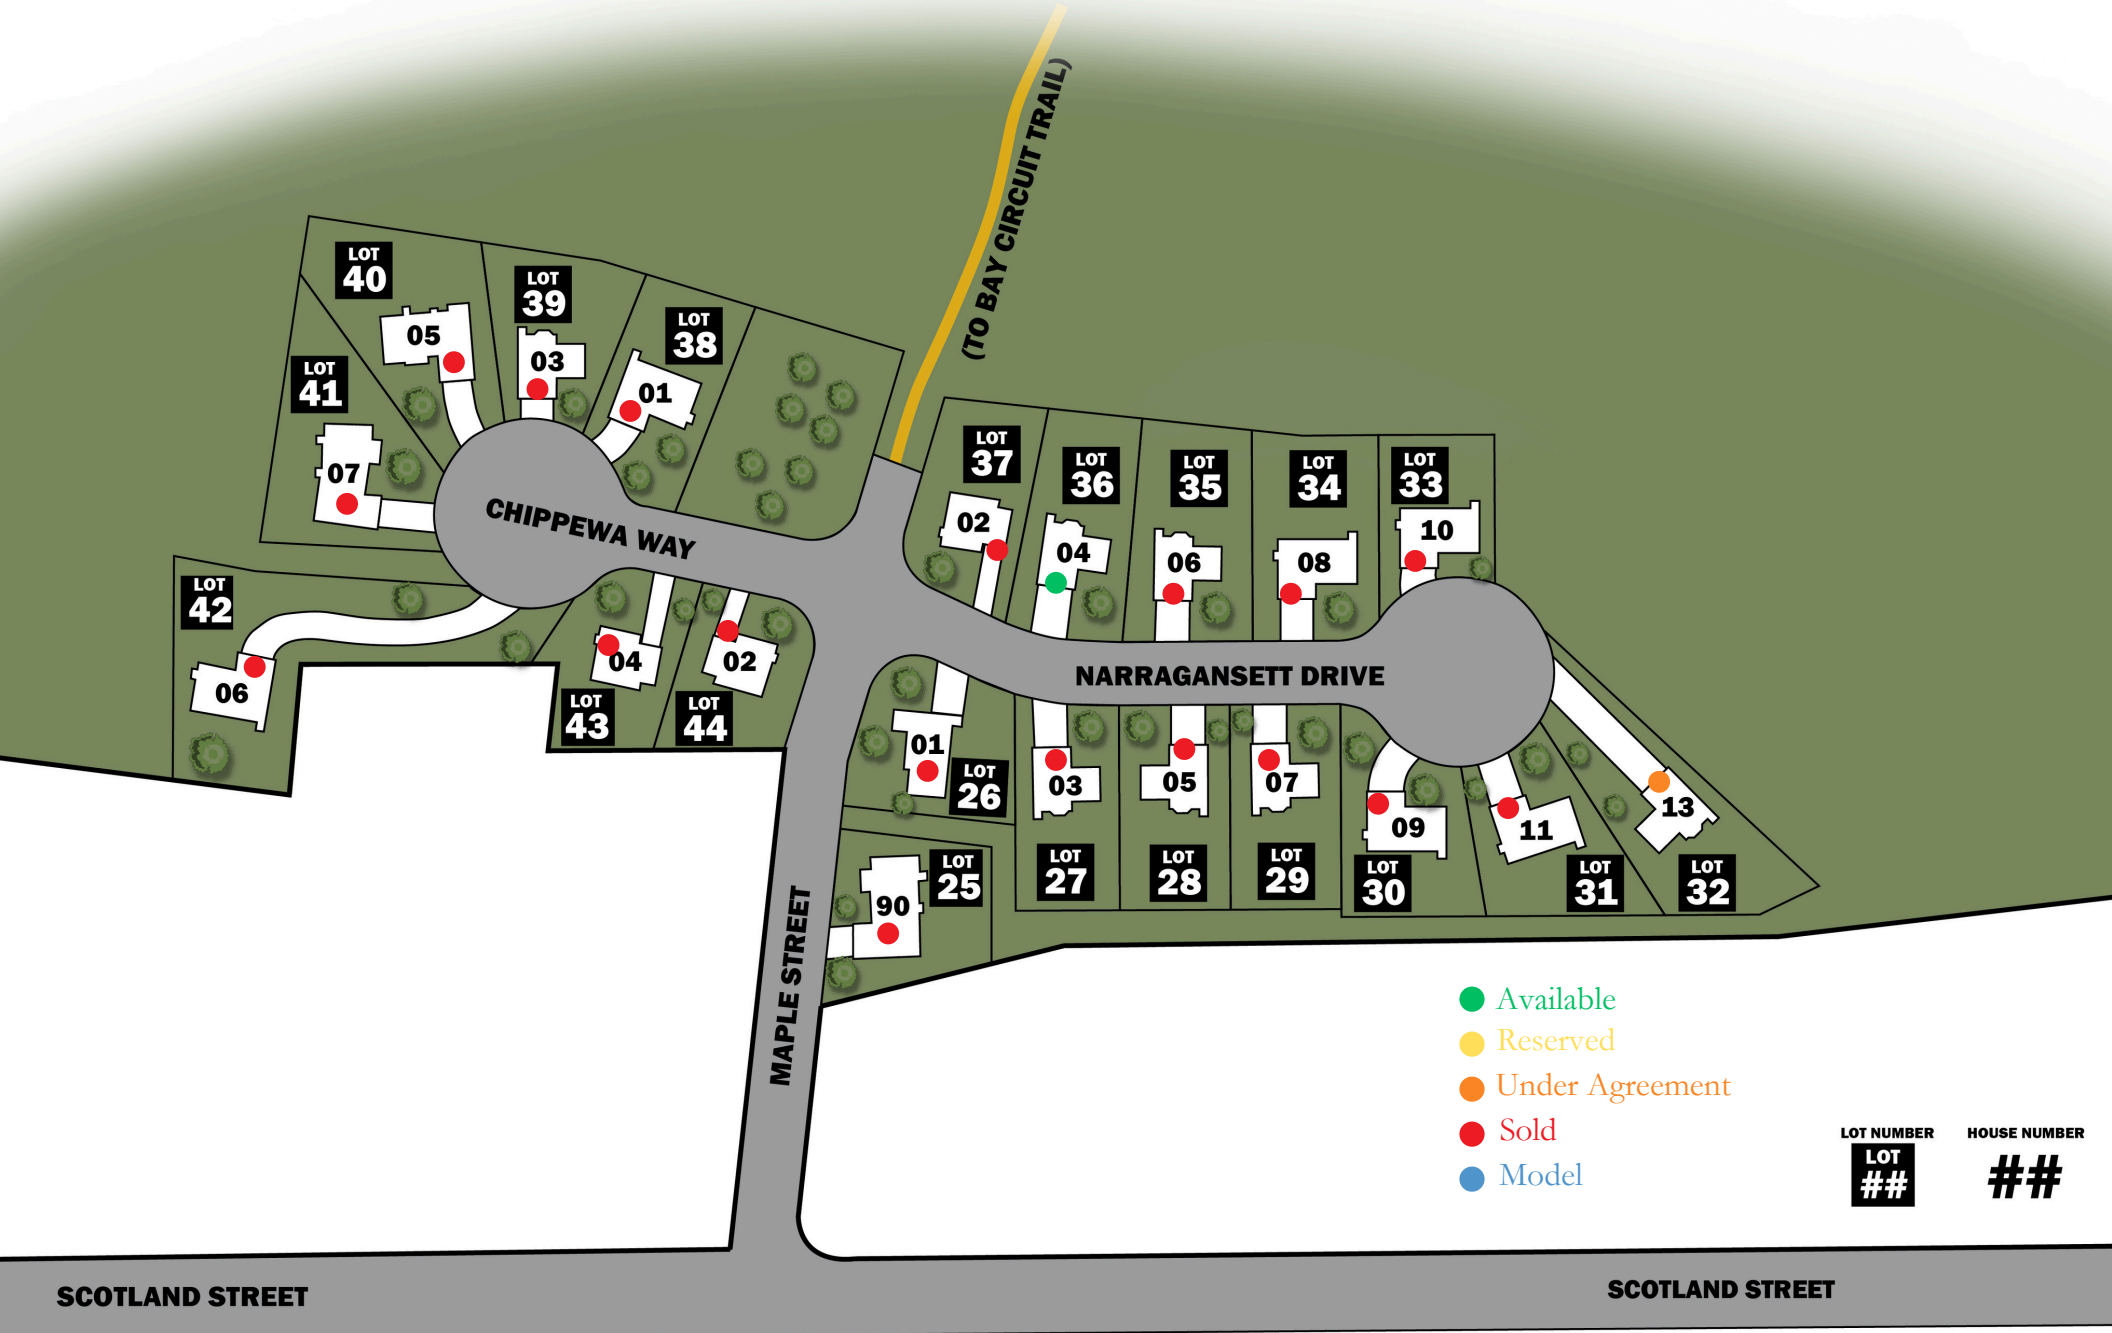 (TO BAY CIRCUIT TRAIL)
LOT
40
05
LOT
39
03
LOT
38
01
LOT
41
07
CHIPPEWA WAY
LOT
42
06
04
LOT
43
02
LOT
44
LOT
37
02
LOT
36
04
LOT
35
06
LOT
34
08
LOT
33
10
NARRAGANSETT DRIVE
01
LOT
26
03
LOT
27
05
LOT
28
07
LOT
29
09
LOT
30
11
LOT
31
13
LOT
32
LOT
25
90
MAPLE STREET
Available
Reserved
Under Agreement
Sold
Model
LOT NUMBER
LOT
##
HOUSE NUMBER
##
SCOTLAND STREET
SCOTLAND STREET